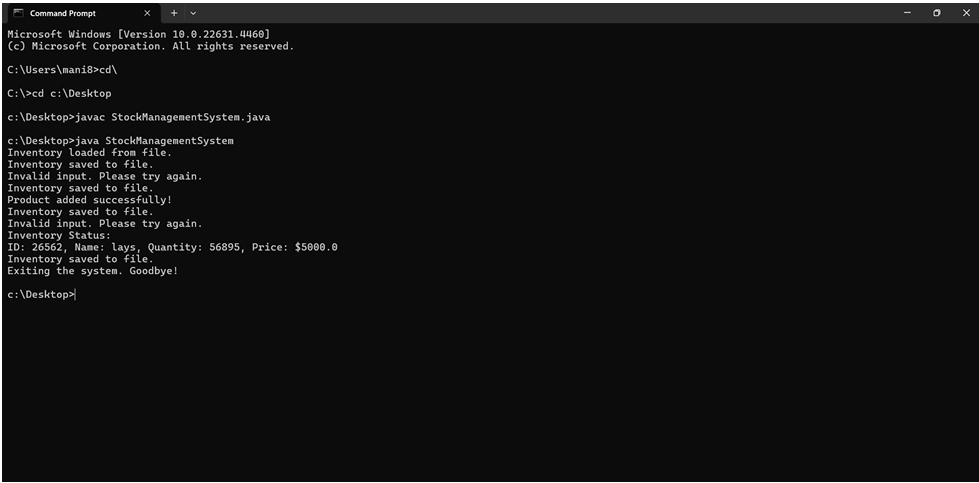 Command Prompt
Microsoft Windows [Version 10.0.22631.4460]
(c) Microsoft Corporation. All rights reserved.
C:\Users\mani8>cd\
C:\>cd c:\Desktop
c:\Desktop>javac StockManagementSystem.java
c:\Desktop>java StockManagementSystem
Inventory loaded from file.
Inventory saved to file.
Invalid input. Please try again.
Inventory saved to file.
Product added successfully!
Inventory saved to file.
Invalid input. Please try again.
Inventory Status:
ID: 26562, Name: lays, Quantity: 56895, Price: $5000.0
Inventory saved to file.
Exiting the system. Goodbye!
c:\Desktop>